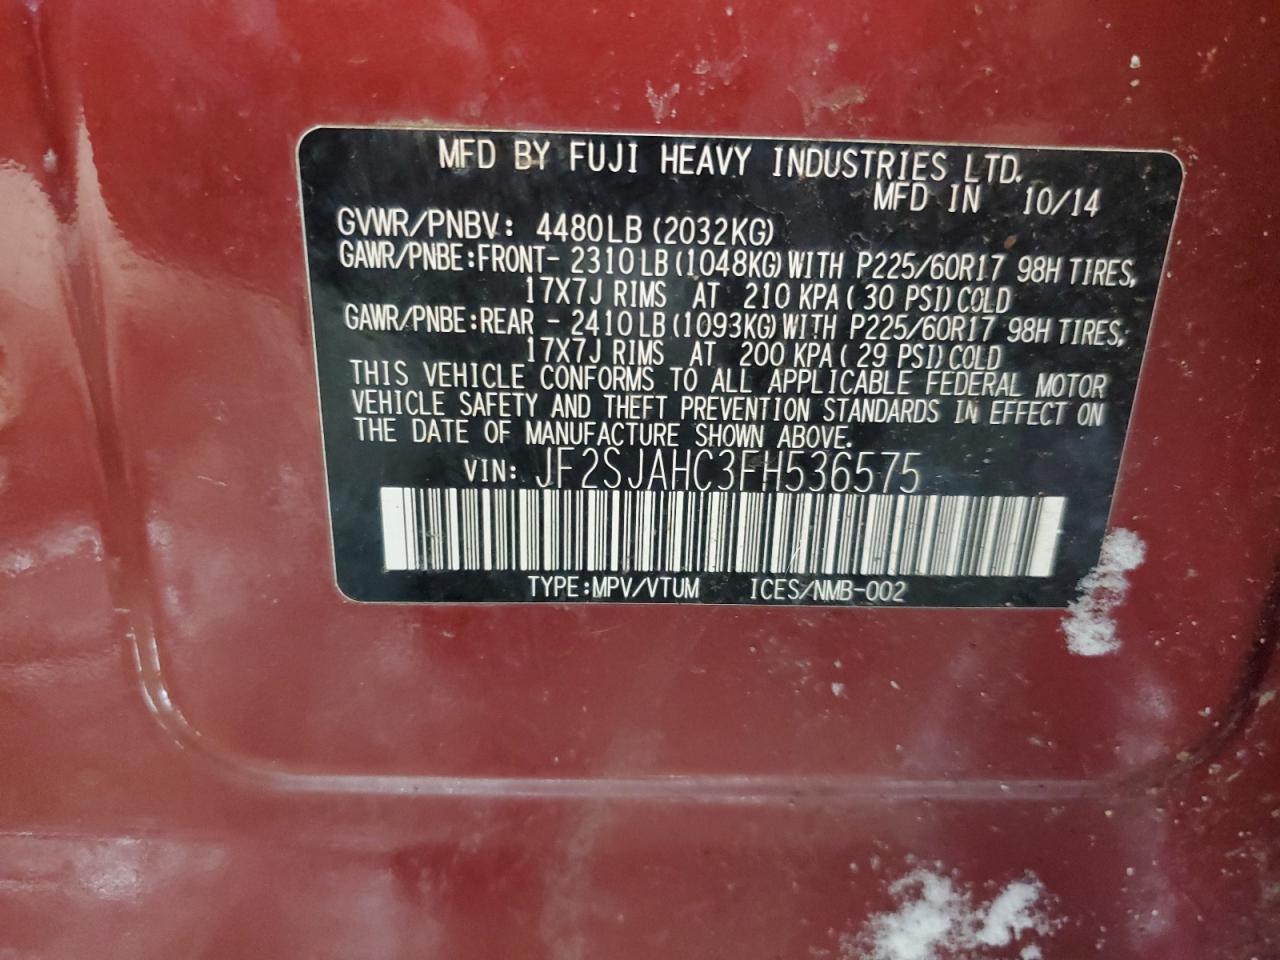 MFD BY FUJI HEAVY INDUSTRIES LTD.
MFD IN 10/14
GVWR/PNBV: 4480LB (2032KG)
GAWR/PNBE:FRONT- 2310LB (1048KG) WITH P225/60R17 98H TIRES,
17X7J RIMS AT 210 KPA ( 30 PSI) COLD
GAWR/PNBE:REAR - 2410LB (1093KG) WITH P225/60R17 98H TIRES,
17X7J RIMS AT 200 KPA ( 29 PSI) COLD
THIS VEHICLE CONFORMS TO ALL APPLICABLE FEDERAL MOTOR
VEHICLE SAFETY AND THEFT PREVENTION STANDARDS IN EFFECT ON
THE DATE OF MANUFACTURE SHOWN ABOVE.
VIN: JF2SJAHC3FH536575
TYPE:MPV/VTUM ICES/NMB-002